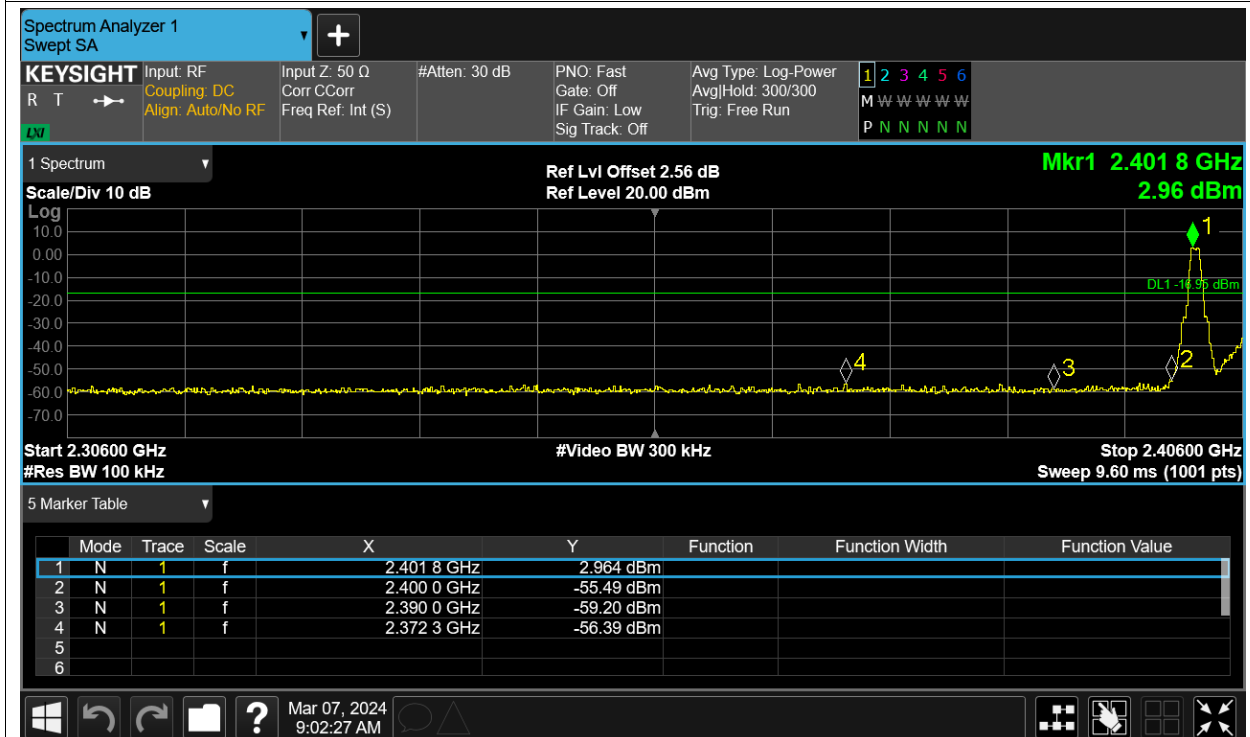 Spectrum Analyzer 1
Swept SA
+
KEYSIGHT
R T
LXI
Input: RF
Coupling: DC
Align: Auto/No RF
Input Z: 50 Ω
Corr CCorr
Freq Ref: Int (S)
#Atten: 30 dB
PNO: Fast
Gate: Off
IF Gain: Low
Sig Track: Off
Avg Type: Log-Power
Avg|Hold: 300/300
Trig: Free Run
1 2 3 4 5 6
M W W W W W
P N N N N N
1 Spectrum
Scale/Div 10 dB
Ref Lvl Offset 2.56 dB
Ref Level 20.00 dBm
Mkr1 2.401 8 GHz
2.96 dBm
Log
10.0
0.00
-10.0
-20.0
-30.0
-40.0
-50.0
-60.0
-70.0
1
DL1 -16.95 dBm
4
3
2
Start 2.30600 GHz
#Res BW 100 kHz
#Video BW 300 kHz
Stop 2.40600 GHz
Sweep 9.60 ms (1001 pts)
5 Marker Table
Mode Trace Scale X Y Function Function Width Function Value
1 N 1 f 2.401 8 GHz 2.964 dBm
2 N 1 f 2.400 0 GHz -55.49 dBm
3 N 1 f 2.390 0 GHz -59.20 dBm
4 N 1 f 2.372 3 GHz -56.39 dBm
5
6
?
Mar 07, 2024
9:02:27 AM